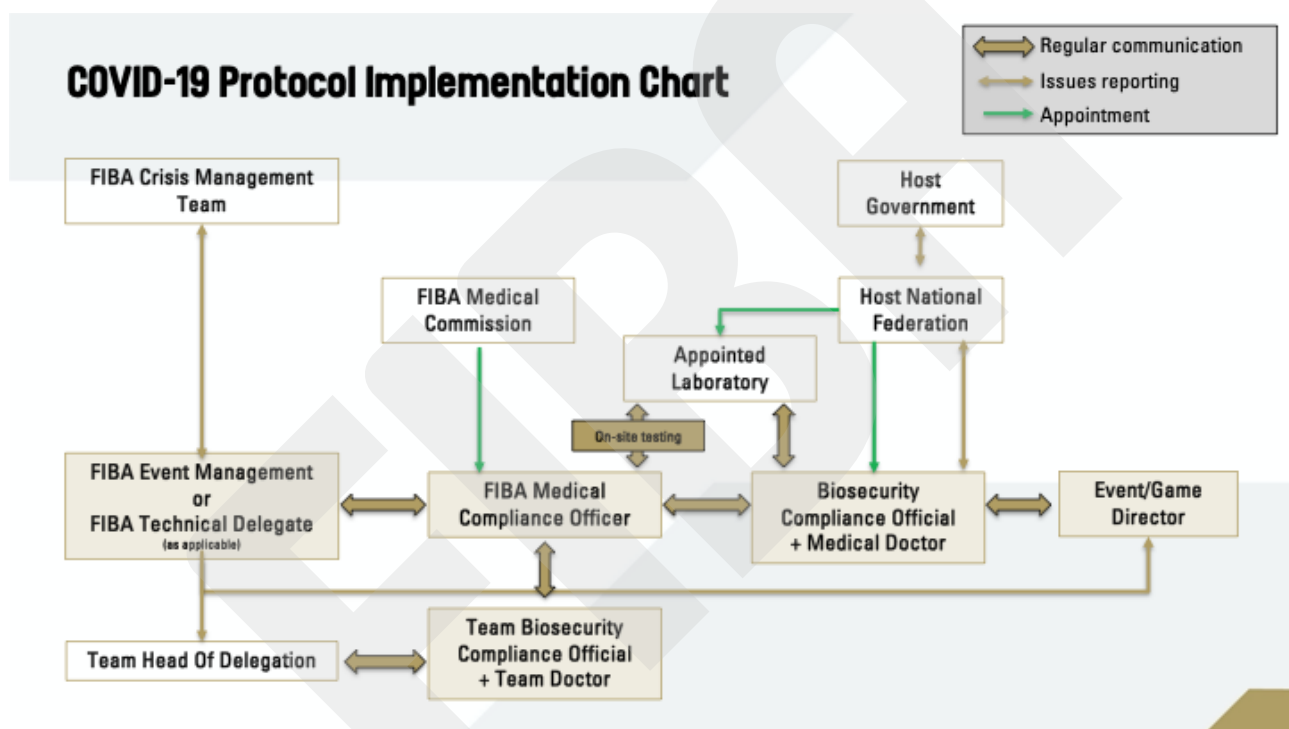 COVID-19 Protocol Implementation Chart
Regular communication
Issues reporting
Appointment
FIBA Crisis Management
Team
Host
Government
FIBA Medical
Commission
Host National
Federation
Appointed
Laboratory
On-site testing
FIBA Event Management
or
FIBA Technical Delegate
(as applicable)
FIBA Medical
Compliance Officer
Biosecurity
Compliance Official
+ Medical Doctor
Event/Game
Director
Team Head Of Delegation
Team Biosecurity
Compliance Official
+ Team Doctor
FIBA